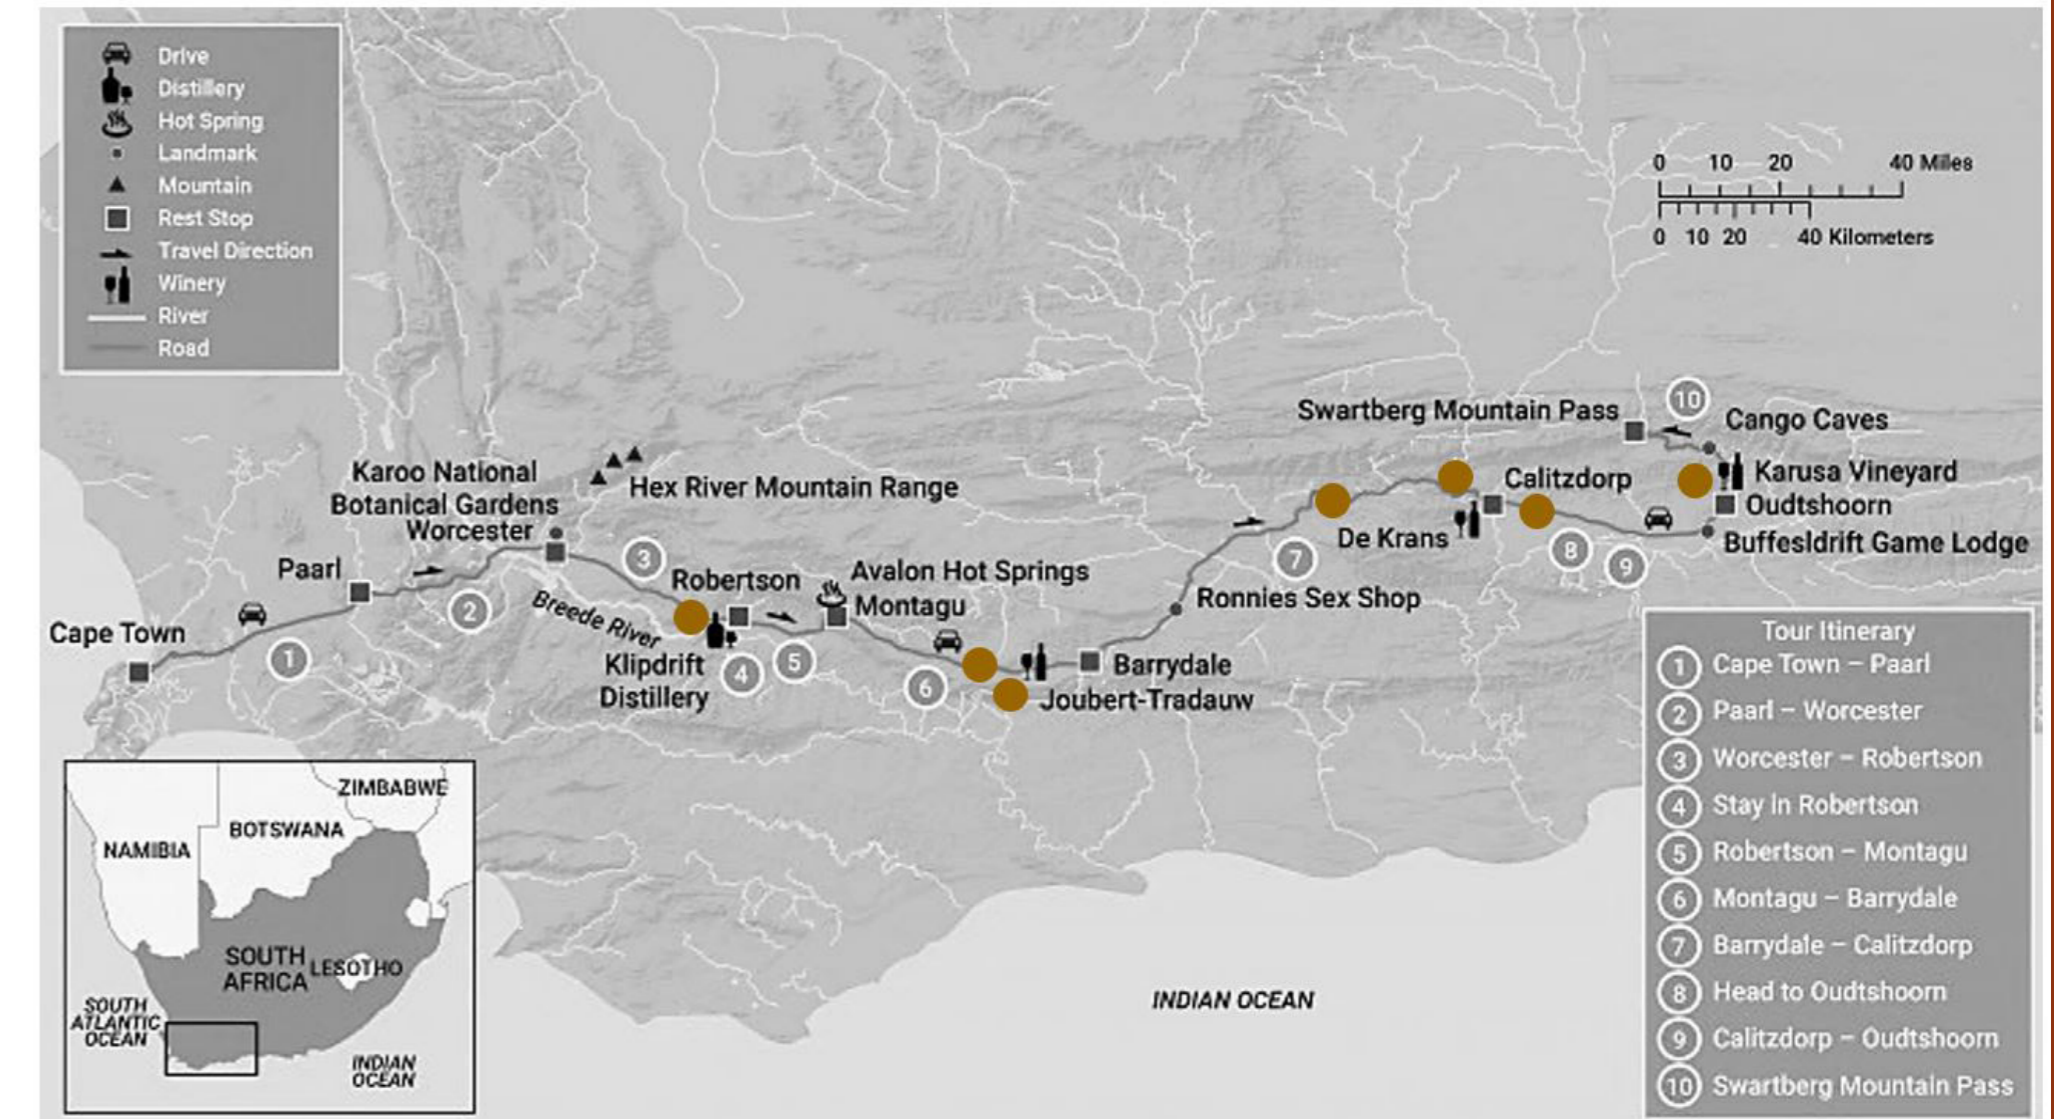 Drive
Distillery
Hot Spring
Landmark
Mountain
Rest Stop
Travel Direction
Winery
River
Road
0 10 20 40 Miles
0 10 20 40 Kilometers
Swartberg Mountain Pass
10
Cango Caves
Karoo National
Botanical Gardens
Worcester
Hex River Mountain Range
Calitzdorp
Karusa Vineyard
Oudtshoorn
De Krans
Buffesldrift Game Lodge
7
8
9
Paarl
2
3
Robertson
Avalon Hot Springs
Montagu
Breede River
Ronnies Sex Shop
Cape Town
1
Klipdrift
Distillery
4
5
6
Barrydale
Joubert-Tradauw
Tour Itinerary
1 Cape Town – Paarl
2 Paarl – Worcester
3 Worcester – Robertson
4 Stay in Robertson
5 Robertson – Montagu
6 Montagu – Barrydale
7 Barrydale – Calitzdorp
8 Head to Oudtshoorn
9 Calitzdorp – Oudtshoorn
10 Swartberg Mountain Pass
ZIMBABWE
BOTSWANA
NAMIBIA
SOUTH
AFRICA
LESOTHO
SOUTH
ATLANTIC
OCEAN
INDIAN
OCEAN
INDIAN OCEAN